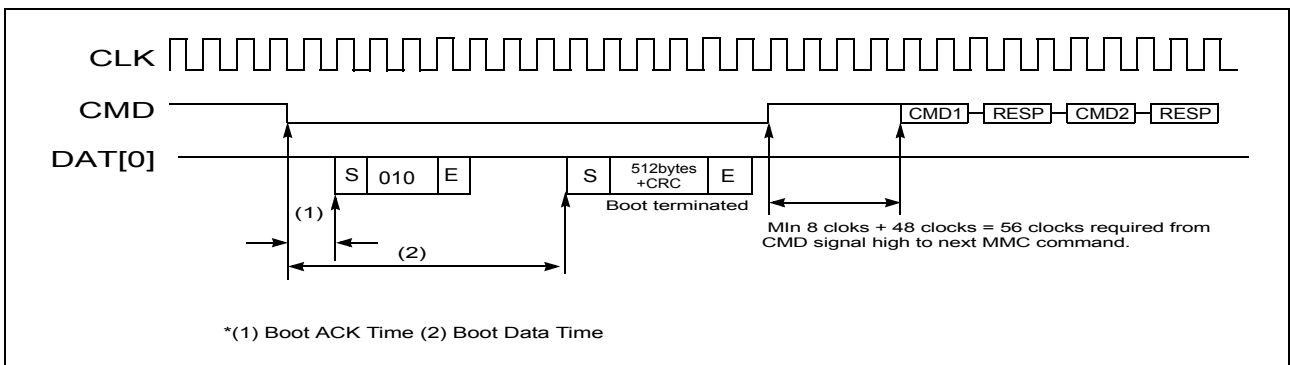 CLK
CMD
CMD1 RESP CMD2 RESP
DAT[0]
S 010 E
S 512bytes +CRC E
Boot terminated
(1)
(2)
MIn 8 cloks + 48 clocks = 56 clocks required from
CMD signal high to next MMC command.
*(1) Boot ACK Time (2) Boot Data Time